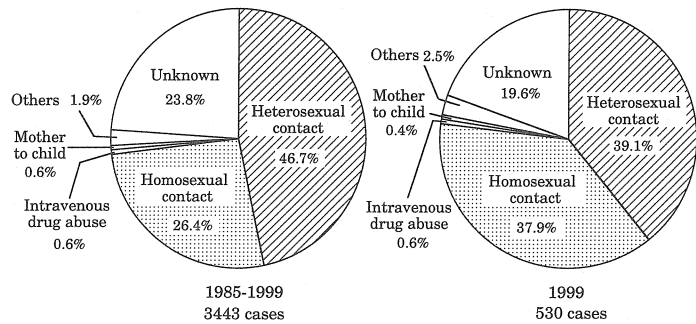 Unknown
23.8%
Others 1.9%
Mother
to child
0.6%
Intravenous
drug abuse
0.6%
Heterosexual
contact
46.7%
Homosexual
contact
26.4%
1985-1999
3443 cases
Others 2.5%
Unknown
19.6%
Mother
to child
0.4%
Intravenous
drug abuse
0.6%
Heterosexual
contact
39.1%
Homosexual
contact
37.9%
1999
530 cases